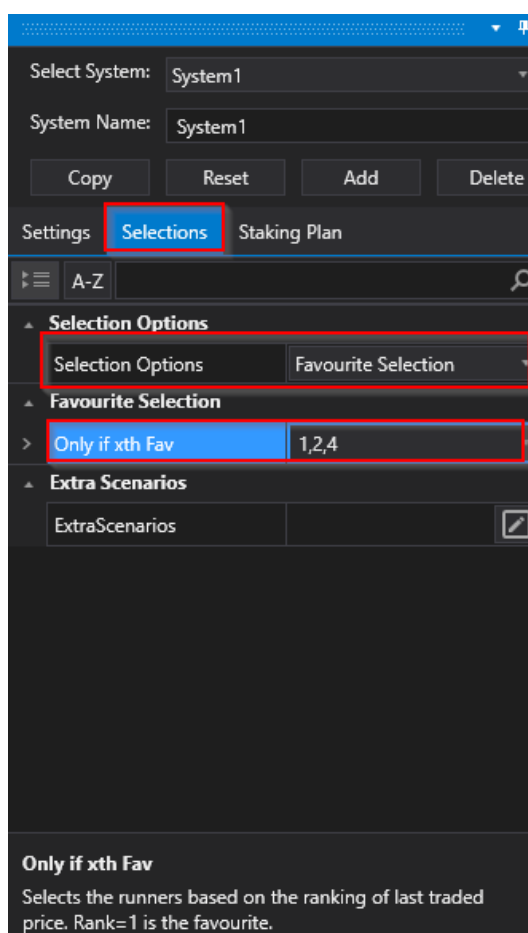 Select System: System1
System Name: System1
Copy Reset Add Delete
Settings Selections Staking Plan
A-Z
Selection Options
Selection Options Favourite Selection
Favourite Selection
Only if xth Fav 1,2,4
Extra Scenarios
ExtraScenarios
Only if xth Fav
Selects the runners based on the ranking of last traded
price. Rank=1 is the favourite.